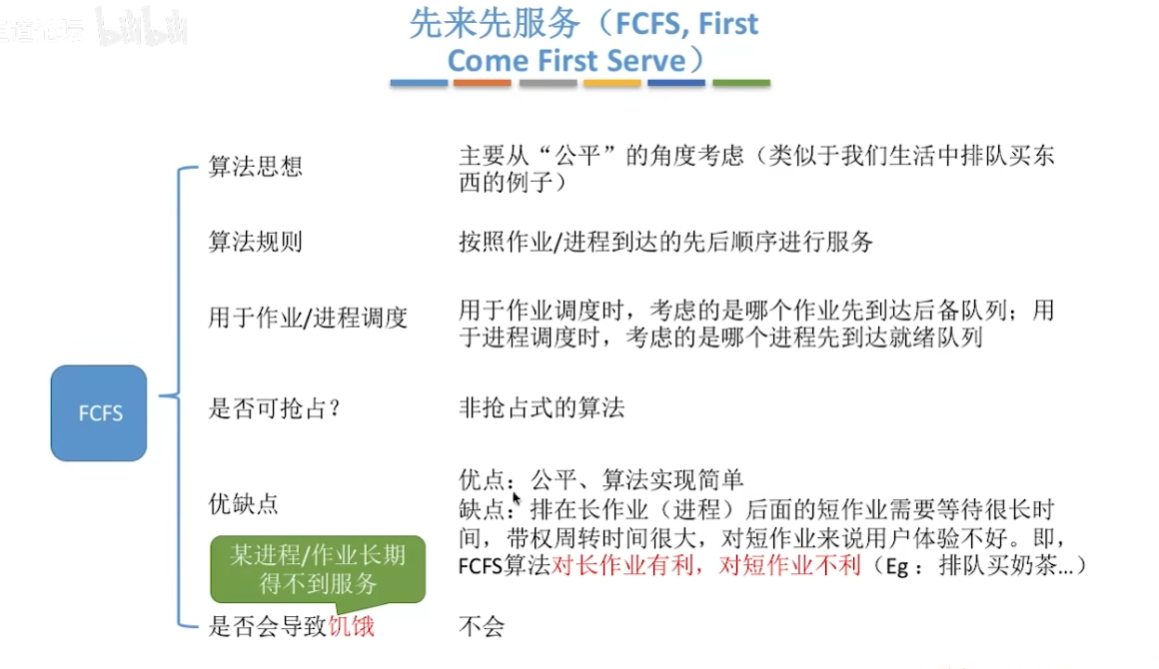 bilibili
先来先服务（FCFS, First
Come First Serve）
算法思想
主要从“公平”的角度考虑（类似于我们生活中排队买东
西的例子）
算法规则
按照作业/进程到达的先后顺序进行服务
用于作业/进程调度
用于作业调度时，考虑的是哪个作业先到达后备队列；用
于进程调度时，考虑的是哪个进程先到达就绪队列
FCFS
是否可抢占？
非抢占式的算法
优缺点
优点：公平、算法实现简单
缺点：排在长作业（进程）后面的短作业需要等待很长时
间，带权周转时间很大，对短作业来说用户体验不好。即，
FCFS算法对长作业有利，对短作业不利（Eg：排队买奶茶...）
某进程/作业长期
得不到服务
是否会导致饥饿
不会